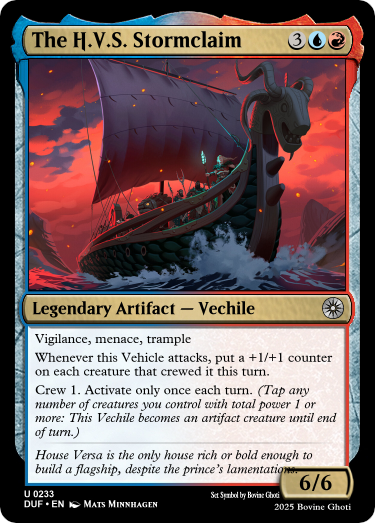 The H.V.S. Stormclaim 3
Legendary Artifact — Vechile
Vigilance, menace, trample
Whenever this Vehicle attacks, put a +1/+1 counter
on each creature that crewed it this turn.
Crew 1. Activate only once each turn. (Tap any
number of creatures you control with total power 1 or
more: This Vechile becomes an artifact creature until end
of turn.)
House Versa is the only house rich or bold enough to
build a flagship, despite the prince's lamentations.
6/6
U 0233
DUF • EN Mats Minnhagen
Set Symbol by Bovine Ghoti
2025 Bovine Ghoti